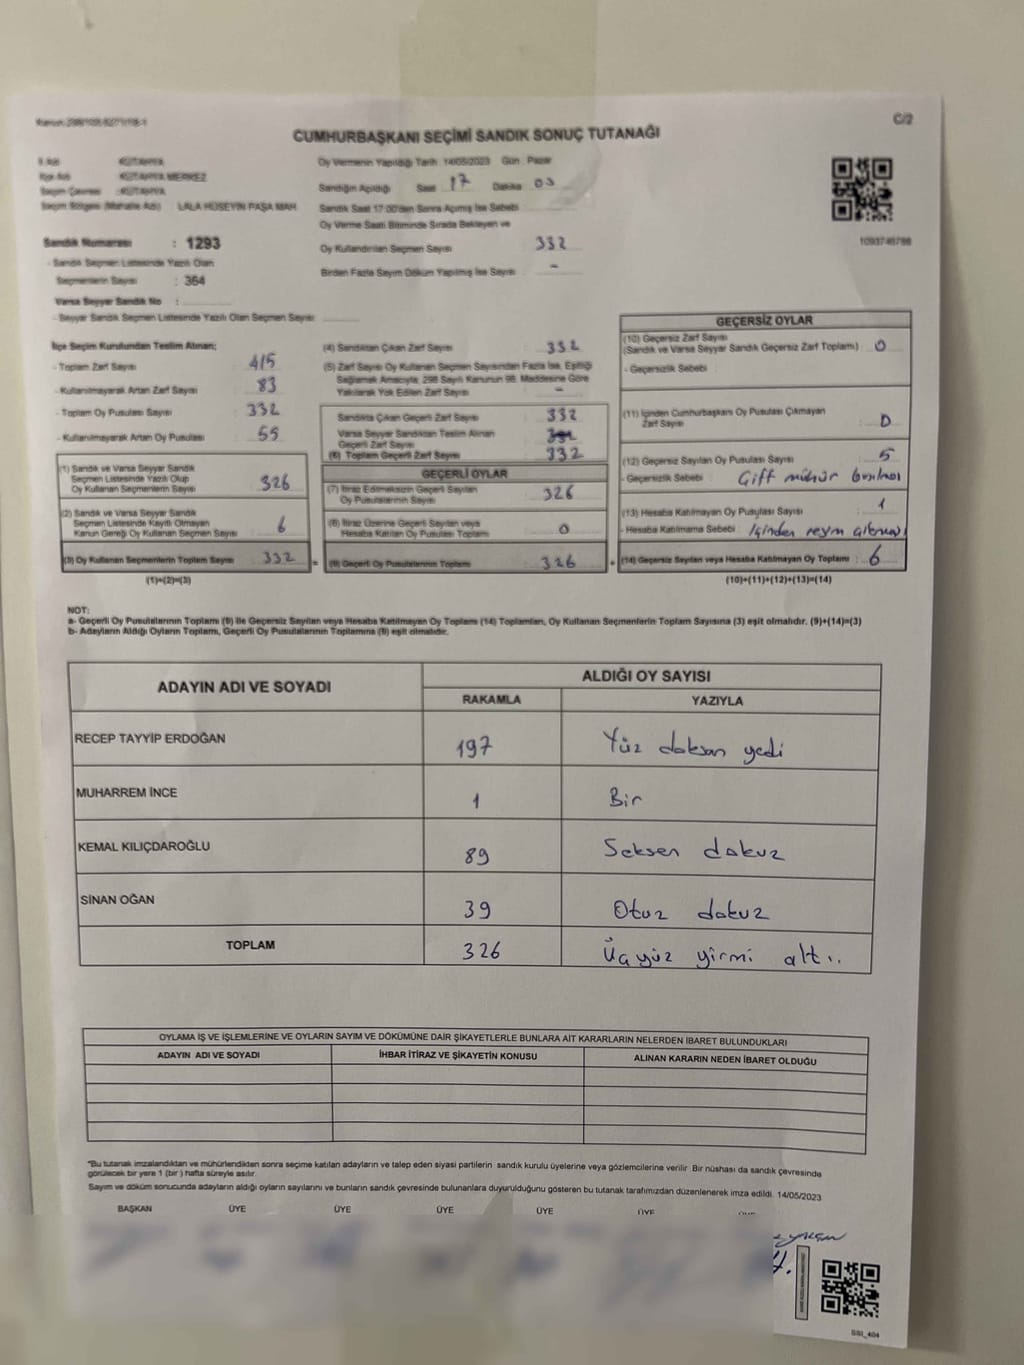 C/2
CUMHURBAŞKANI SEÇİMİ SANDIK SONUÇ TUTANAĞI
İl Adı KÜTAHYA
İlçe Adı KÜTAHYA MERKEZ
Seçim Çevresi : KÜTAHYA
Seçim Bölgesi (Mahalle Adı) LALA HÜSEYİN PAŞA MAH.
Sandık Numarası : 1293
- Sandık Seçmen Listesinde Yazılı Olan
Seçmenlerin Sayısı : 364
Varsa Seyyar Sandık No :
- Seyyar Sandık Seçmen Listesinde Yazılı Olan Seçmen Sayısı:
Oy Vermenin Yapıldığı Tarih 14/05/2023 Gün Pazar
Sandığın Açıldığı Saat 17 Dakika 03
Sandık Saat 17:00'den Sonra Açılmış İse Sebebi
Oy Verme Saati Bitiminde Sırada Bekleyen ve
Oy Kullandırılan Seçmen Sayısı 332
Birden Fazla Sayım Döküm Yapılmış İse Sayısı -
1093746788
İlçe Seçim Kurulundan Teslim Alınan;
- Toplam Zarf Sayısı 415
- Kullanılmayarak Artan Zarf Sayısı 83
- Toplam Oy Pusulası Sayısı 332
- Kullanılmayarak Artan Oy Pusulası 55
(1) Sandık ve Varsa Seyyar Sandık
Seçmen Listesinde Yazılı Olup
Oy Kullanan Seçmenlerin Sayısı 326
(2) Sandık ve Varsa Seyyar Sandık
Seçmen Listesinde Kayıtlı Olmayan
Kanun Gereği Oy Kullanan Seçmen Sayısı 6
(3) Oy Kullanan Seçmenlerin Toplam Sayısı 332 =
(1)+(2)=(3)
(4) Sandıktan Çıkan Zarf Sayısı : 332
(5) Zarf Sayısı Oy Kullanan Seçmen Sayısından Fazla İse, Eşitliği
Sağlamak Amacıyla, 298 Sayılı Kanunun 98. Maddesine Göre
Yakılarak Yok Edilen Zarf Sayısı -
Sandıkta Çıkan Geçerli Zarf Sayısı : 332
Varsa Seyyar Sandıktan Teslim Alınan
Geçerli Zarf Sayısı :
(6) Toplam Geçerli Zarf Sayısı : 332
GEÇERLİ OYLAR
(7) İtiraz Edilmeksizin Geçerli Sayılan
Oy Pusulalarının Sayısı : 326
(8) İtiraz Üzerine Geçerli Sayılan veya
Hesaba Katılan Oy Pusulası Toplamı : 0
(9) Geçerli Oy Pusulalarının Toplamı : 326 +
GEÇERSİZ OYLAR
(10) Geçersiz Zarf Sayısı
(Sandık ve Varsa Seyyar Sandık Geçersiz Zarf Toplamı) : 0
- Geçersizlik Sebebi :
(11) İçinden Cumhurbaşkanı Oy Pusulası Çıkmayan
Zarf Sayısı : 0
(12) Geçersiz Sayılan Oy Pusulası Sayısı : 5
- Geçersizlik Sebebi : Çift mühür
(13) Hesaba Katılmayan Oy Pusulası Sayısı : 1
- Hesaba Katılmama Sebebi : İçinden
(14) Geçersiz Sayılan veya Hesaba Katılmayan Oy Toplamı : 6
(10)+(11)+(12)+(13)=(14)
NOT:
a- Geçerli Oy Pusulalarının Toplamı (9) ile Geçersiz Sayılan veya Hesaba Katılmayan Oy Toplamı (14) Toplamları, Oy Kullanan Seçmenlerin Toplam Sayısına (3) eşit olmalıdır. (9)+(14)=(3)
b- Adayların Aldığı Oyların Toplamı, Geçerli Oy Pusulalarının Toplamına (9) eşit olmalıdır.
ADAYIN ADI VE SOYADI ALDIĞI OY SAYISI
RAKAMLA YAZIYLA
RECEP TAYYİP ERDOĞAN 197 Yüz doksan yedi
MUHARREM İNCE 1 Bir
KEMAL KILIÇDAROĞLU 89 Seksen dokuz
SİNAN OĞAN 39 Otuz dokuz
TOPLAM 326 Üçyüz yirmi altı..
OYLAMA İŞ VE İŞLEMLERİNE VE OYLARIN SAYIM VE DÖKÜMÜNE DAİR ŞİKAYETLERLE BUNLARA AİT KARARLARIN NELERDEN İBARET BULUNDUKLARI
ADAYIN ADI VE SOYADI İHBAR İTİRAZ VE ŞİKAYETİN KONUSU ALINAN KARARIN NEDEN İBARET OLDUĞU
"Bu tutanak imzalandıktan ve mühürlendikten sonra seçime katılan adayların ve talep eden siyasi partilerin sandık kurulu üyelerine veya gözlemcilerine verilir Bir nüshası da sandık çevresinde
görülecek bir yere 1 (bir ) hafta süreyle asılır.
Sayım ve döküm sonucunda adayların aldığı oyların sayılarını ve bunların sandık çevresinde bulunanlara duyurulduğunu gösteren bu tutanak tarafımızdan düzenlenerek imza edildi. 14/05/2023
BAŞKAN ÜYE ÜYE ÜYE ÜYE ÜYE
SSI_404